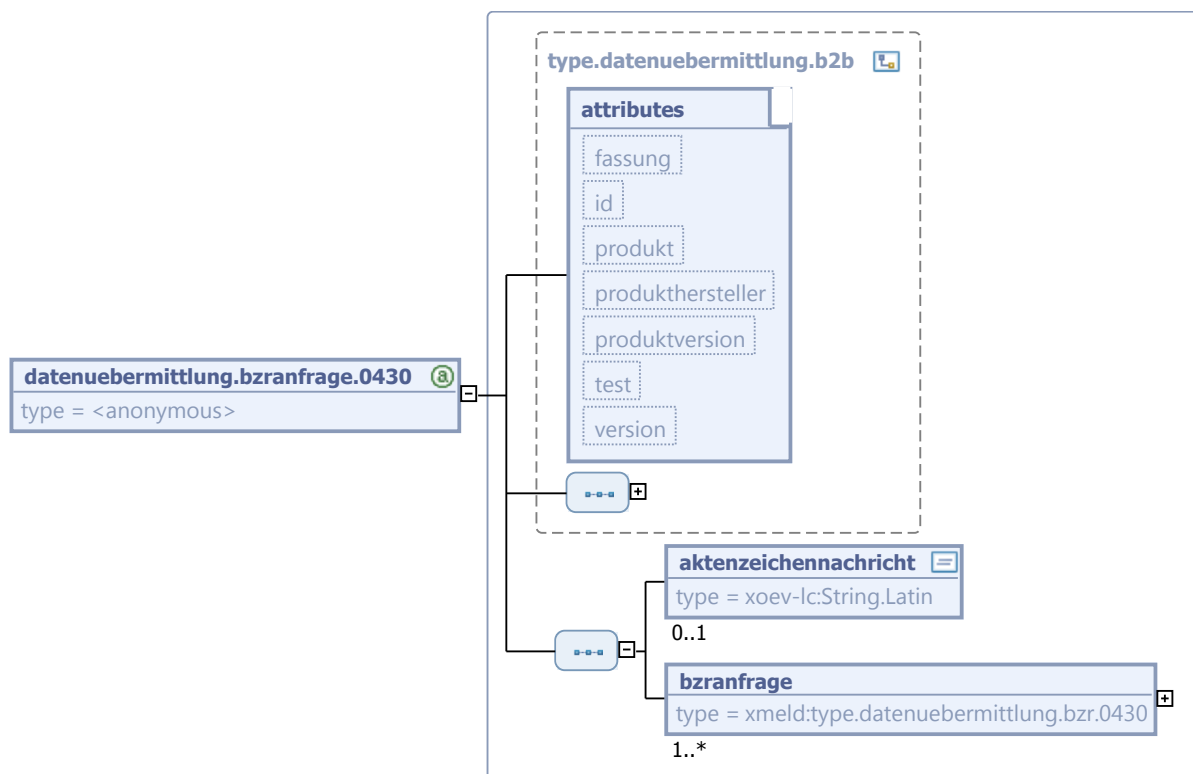 type.datenuebermittlung.b2b
attributes
fassung
id
produkt
produkthersteller
produktversion
test
version
datenuebermittlung.bzranfrage.0430 a
type = <anonymous>
aktenzeichennachricht
type = xoev-lc:String.Latin
0..1
bzranfrage
type = xmeld:type.datenuebermittlung.bzr.0430
1..*